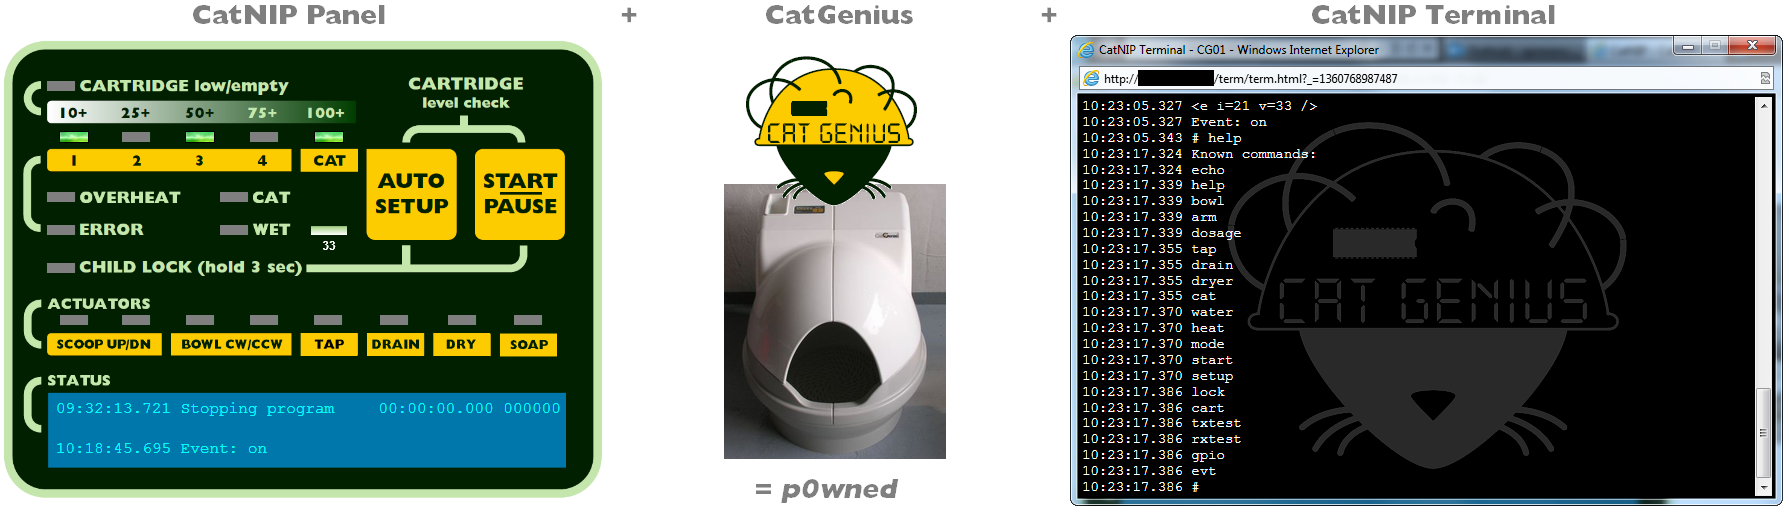 CatNIP Panel + CatGenius + CatNIP Terminal
CARTRIDGE low/empty
10+ 25+ 50+ 75+ 100+
1 2 3 4 CAT
OVERHEAT CAT
ERROR WET
33
CHILD LOCK (hold 3 sec)
CARTRIDGE
level check
AUTO
SETUP
START
PAUSE
ACTUATORS
SCOOP UP/DN BOWL CW/CCW TAP DRAIN DRY SOAP
STATUS
09:32:13.721 Stopping program 00:00:00.000 000000
10:18:45.695 Event: on
CAT GENIUS
= p0wned
CatNIP Terminal - CG01 - Windows Internet Explorer
http:// /term/term.html?_=1360768987487
10:23:05.327 <e i=21 v=33 />
10:23:05.327 Event: on
10:23:05.343 # help
10:23:17.324 Known commands:
10:23:17.324 echo
10:23:17.339 help
10:23:17.339 bowl
10:23:17.339 arm
10:23:17.339 dosage
10:23:17.355 tap
10:23:17.355 drain
10:23:17.355 dryer
10:23:17.355 cat
10:23:17.370 water
10:23:17.370 heat
10:23:17.370 mode
10:23:17.370 start
10:23:17.370 setup
10:23:17.386 lock
10:23:17.386 cart
10:23:17.386 txtest
10:23:17.386 rxtest
10:23:17.386 gpio
10:23:17.386 evt
10:23:17.386 #
CAT GENIUS